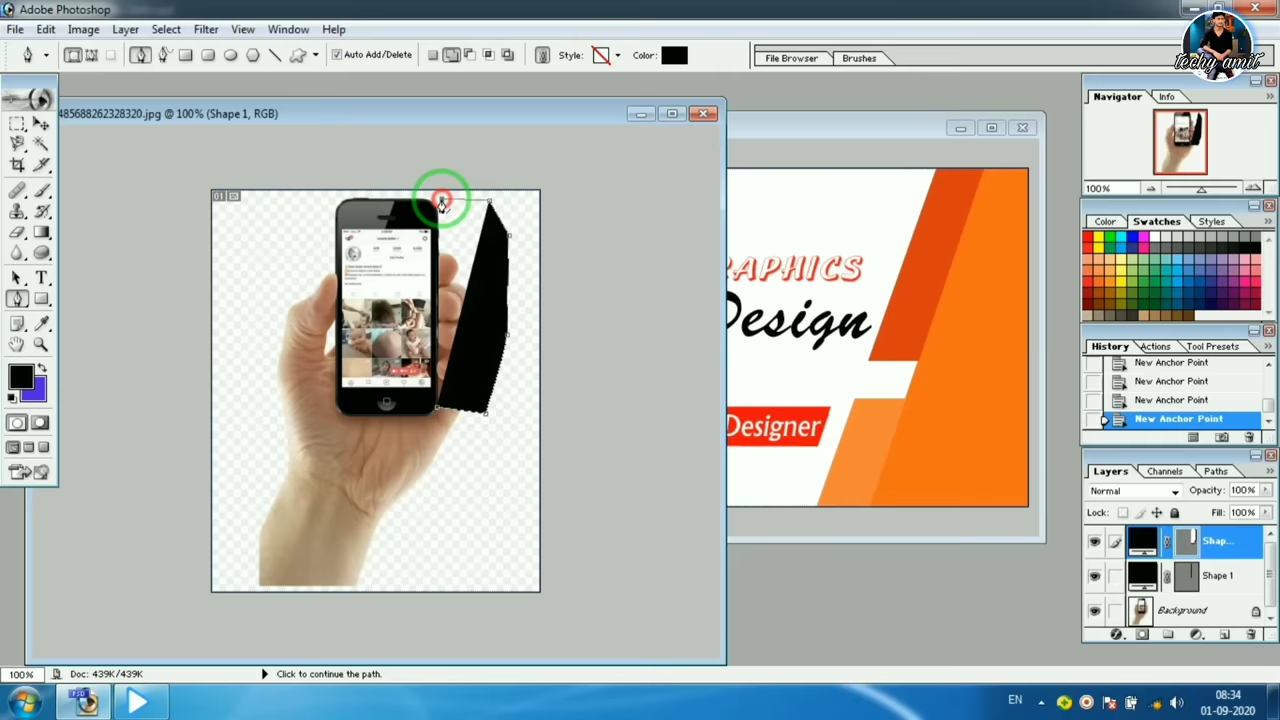 Adobe Photoshop
File Edit Image Layer Select Filter View Window Help
techy amit
Auto Add/Delete
Style:
Color:
File Browser
Brushes
485688262328320.jpg @ 100% (Shape 1, RGB)
01
Navigator
Info
100%
Color
Swatches
Styles
RAPHICS
Design
Designer
History
Actions
Tool Presets
New Anchor Point
New Anchor Point
New Anchor Point
New Anchor Point
Layers
Channels
Paths
Normal
Opacity: 100%
Lock:
Fill: 100%
Shap...
Shape 1
Background
100%
Doc: 439K/439K
Click to continue the path.
PSD
EN
08:34
01-09-2020